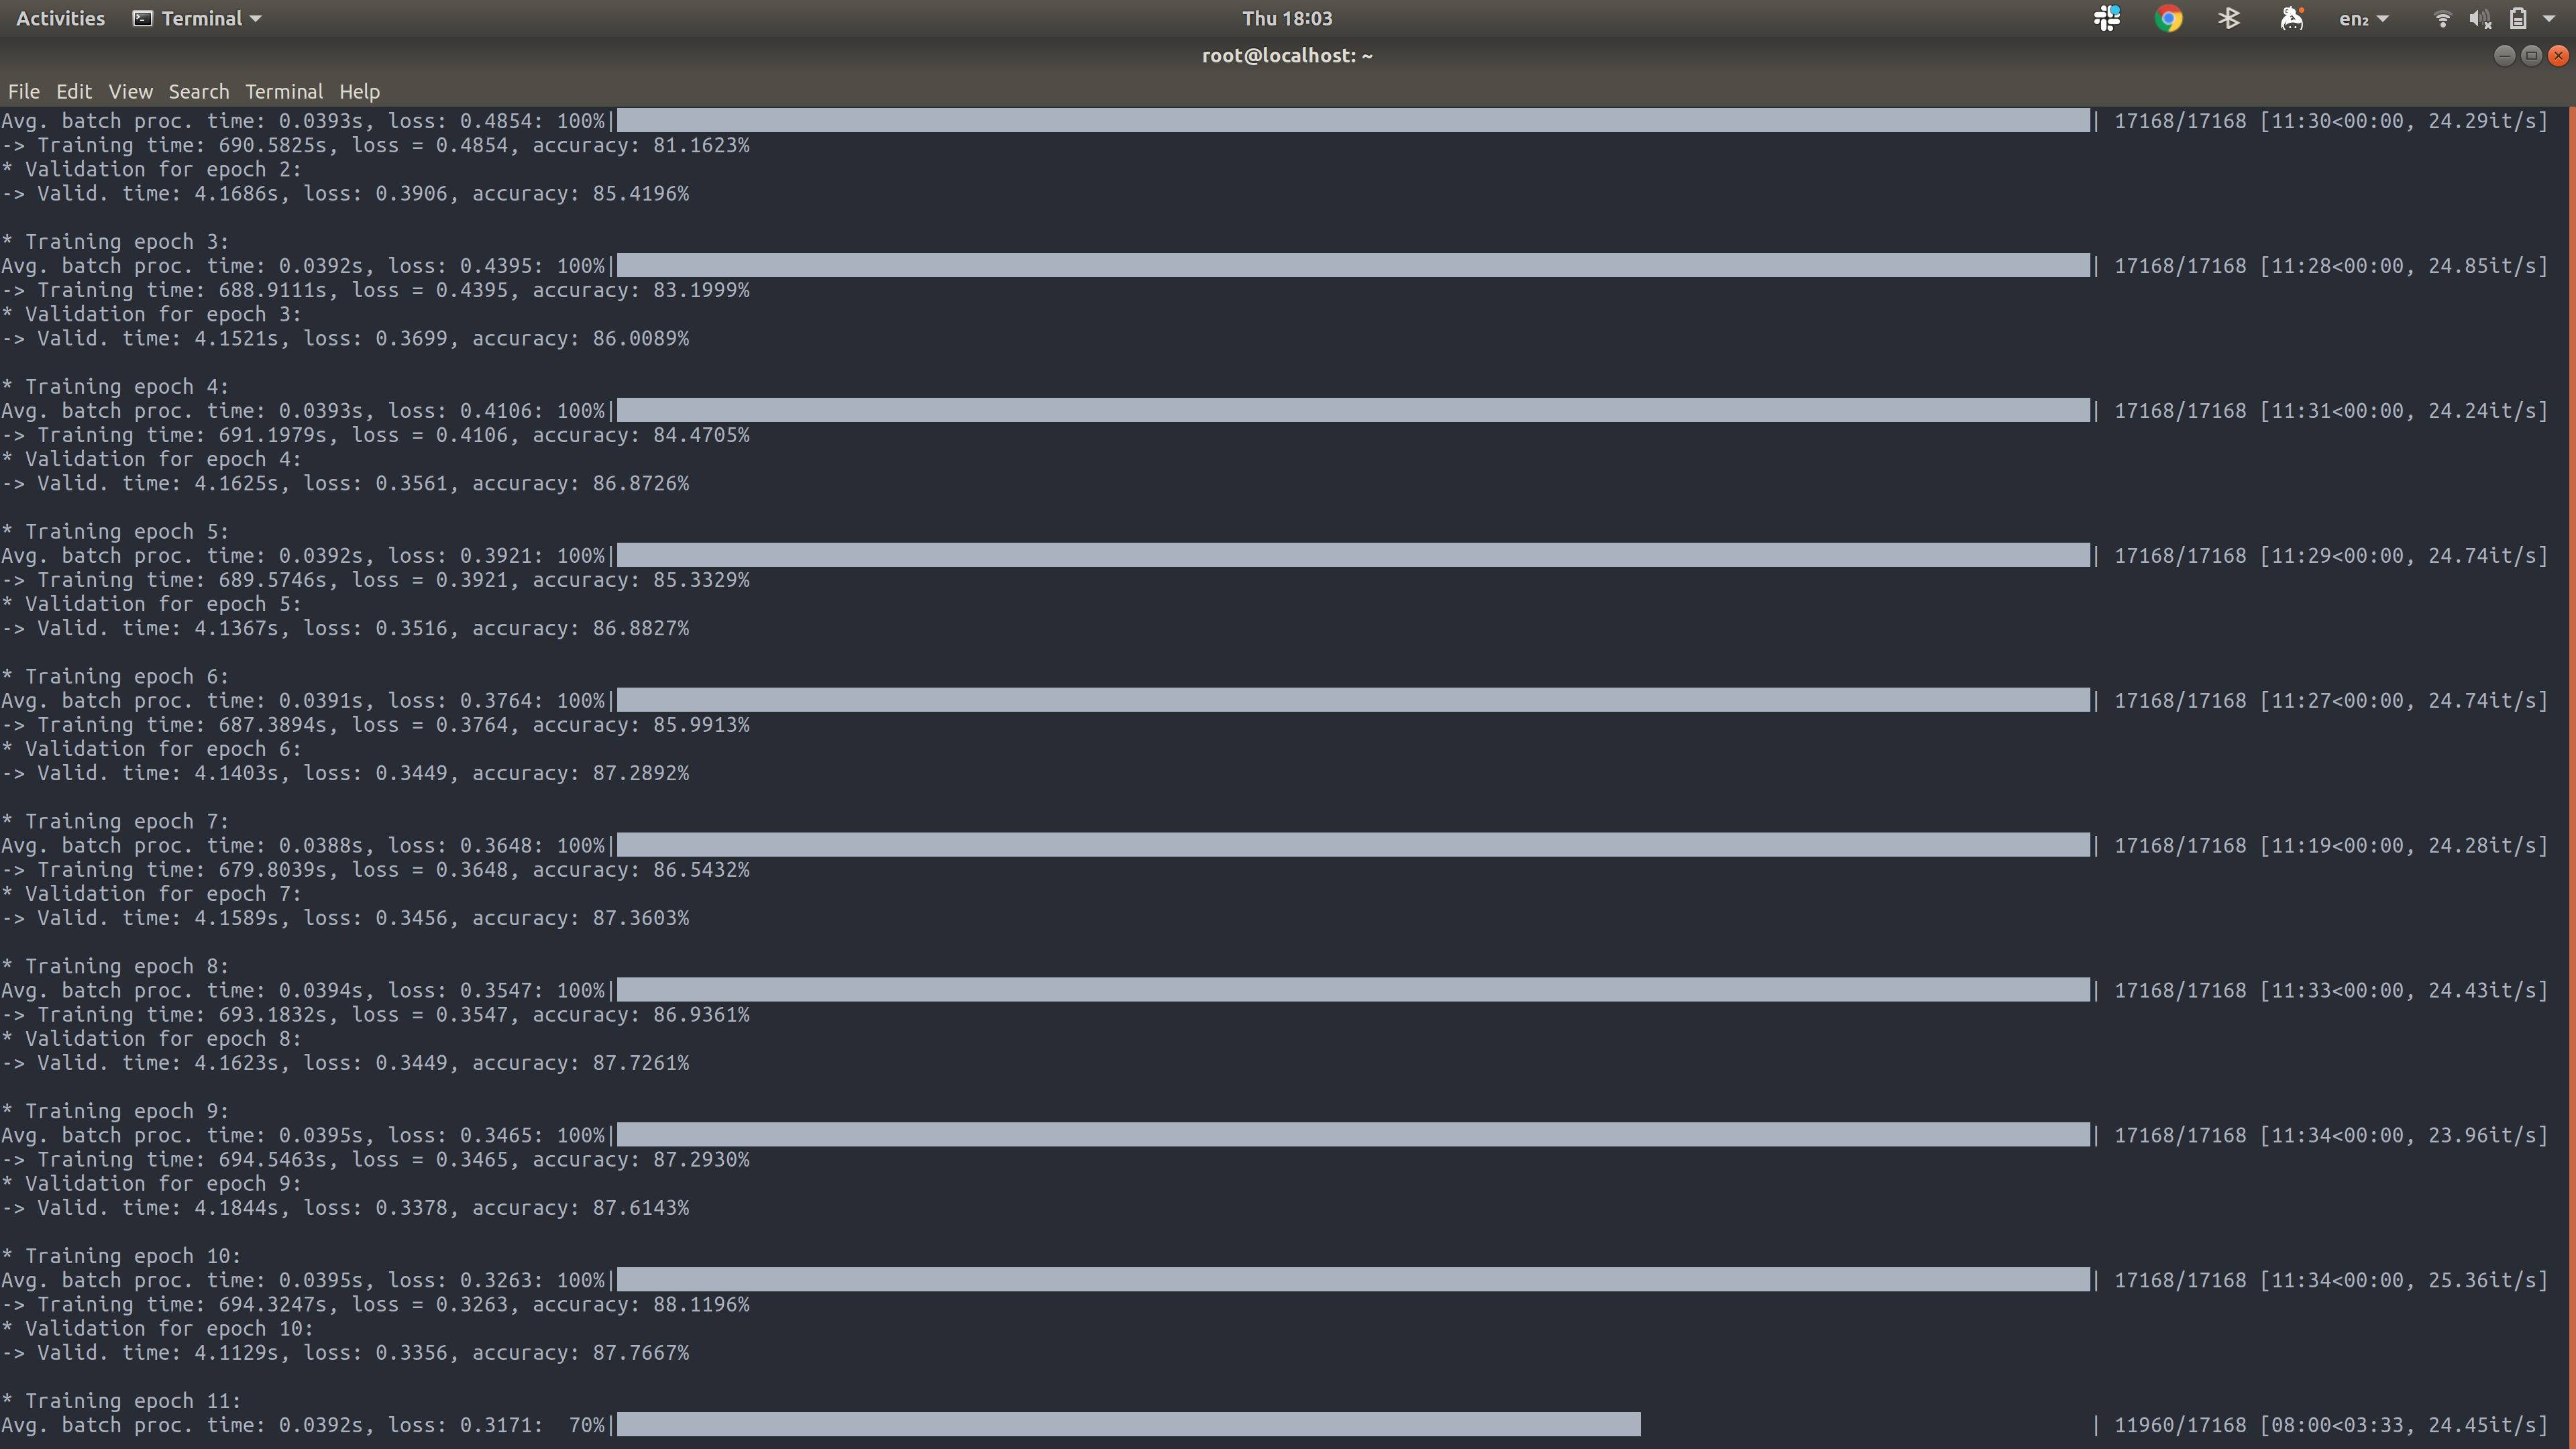 Activities Terminal Thu 18:03 en₂
root@localhost: ~
File Edit View Search Terminal Help
Avg. batch proc. time: 0.0393s, loss: 0.4854: 100%| | 17168/17168 [11:30<00:00, 24.29it/s]
-> Training time: 690.5825s, loss = 0.4854, accuracy: 81.1623%
* Validation for epoch 2:
-> Valid. time: 4.1686s, loss: 0.3906, accuracy: 85.4196%

* Training epoch 3:
Avg. batch proc. time: 0.0392s, loss: 0.4395: 100%| | 17168/17168 [11:28<00:00, 24.85it/s]
-> Training time: 688.9111s, loss = 0.4395, accuracy: 83.1999%
* Validation for epoch 3:
-> Valid. time: 4.1521s, loss: 0.3699, accuracy: 86.0089%

* Training epoch 4:
Avg. batch proc. time: 0.0393s, loss: 0.4106: 100%| | 17168/17168 [11:31<00:00, 24.24it/s]
-> Training time: 691.1979s, loss = 0.4106, accuracy: 84.4705%
* Validation for epoch 4:
-> Valid. time: 4.1625s, loss: 0.3561, accuracy: 86.8726%

* Training epoch 5:
Avg. batch proc. time: 0.0392s, loss: 0.3921: 100%| | 17168/17168 [11:29<00:00, 24.74it/s]
-> Training time: 689.5746s, loss = 0.3921, accuracy: 85.3329%
* Validation for epoch 5:
-> Valid. time: 4.1367s, loss: 0.3516, accuracy: 86.8827%

* Training epoch 6:
Avg. batch proc. time: 0.0391s, loss: 0.3764: 100%| | 17168/17168 [11:27<00:00, 24.74it/s]
-> Training time: 687.3894s, loss = 0.3764, accuracy: 85.9913%
* Validation for epoch 6:
-> Valid. time: 4.1403s, loss: 0.3449, accuracy: 87.2892%

* Training epoch 7:
Avg. batch proc. time: 0.0388s, loss: 0.3648: 100%| | 17168/17168 [11:19<00:00, 24.28it/s]
-> Training time: 679.8039s, loss = 0.3648, accuracy: 86.5432%
* Validation for epoch 7:
-> Valid. time: 4.1589s, loss: 0.3456, accuracy: 87.3603%

* Training epoch 8:
Avg. batch proc. time: 0.0394s, loss: 0.3547: 100%| | 17168/17168 [11:33<00:00, 24.43it/s]
-> Training time: 693.1832s, loss = 0.3547, accuracy: 86.9361%
* Validation for epoch 8:
-> Valid. time: 4.1623s, loss: 0.3449, accuracy: 87.7261%

* Training epoch 9:
Avg. batch proc. time: 0.0395s, loss: 0.3465: 100%| | 17168/17168 [11:34<00:00, 23.96it/s]
-> Training time: 694.5463s, loss = 0.3465, accuracy: 87.2930%
* Validation for epoch 9:
-> Valid. time: 4.1844s, loss: 0.3378, accuracy: 87.6143%

* Training epoch 10:
Avg. batch proc. time: 0.0395s, loss: 0.3263: 100%| | 17168/17168 [11:34<00:00, 25.36it/s]
-> Training time: 694.3247s, loss = 0.3263, accuracy: 88.1196%
* Validation for epoch 10:
-> Valid. time: 4.1129s, loss: 0.3356, accuracy: 87.7667%

* Training epoch 11:
Avg. batch proc. time: 0.0392s, loss: 0.3171: 70%| | 11960/17168 [08:00<03:33, 24.45it/s]